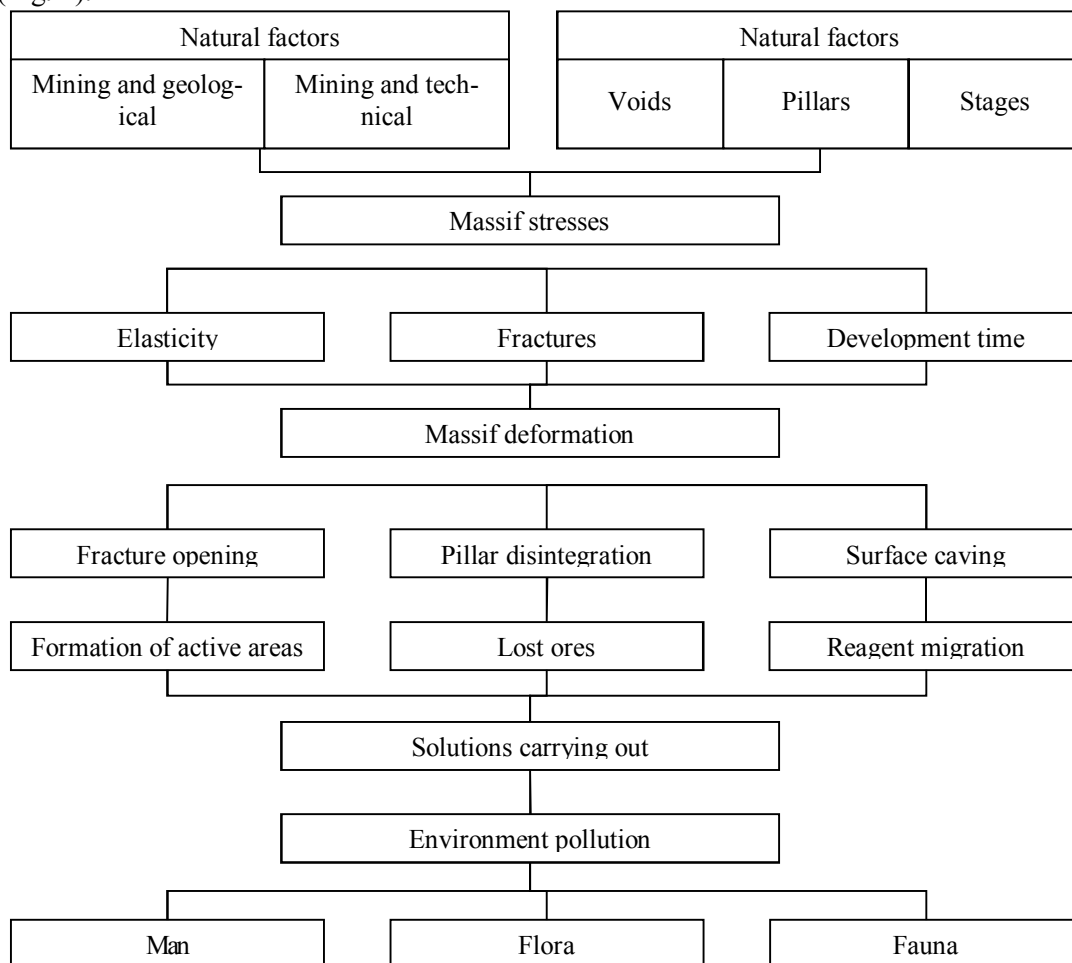 Natural factors
Natural factors
Mining and geolog-
ical
Mining and tech-
nical
Voids
Pillars
Stages
Massif stresses
Elasticity
Fractures
Development time
Massif deformation
Fracture opening
Pillar disintegration
Surface caving
Formation of active areas
Lost ores
Reagent migration
Solutions carrying out
Environment pollution
Man
Flora
Fauna